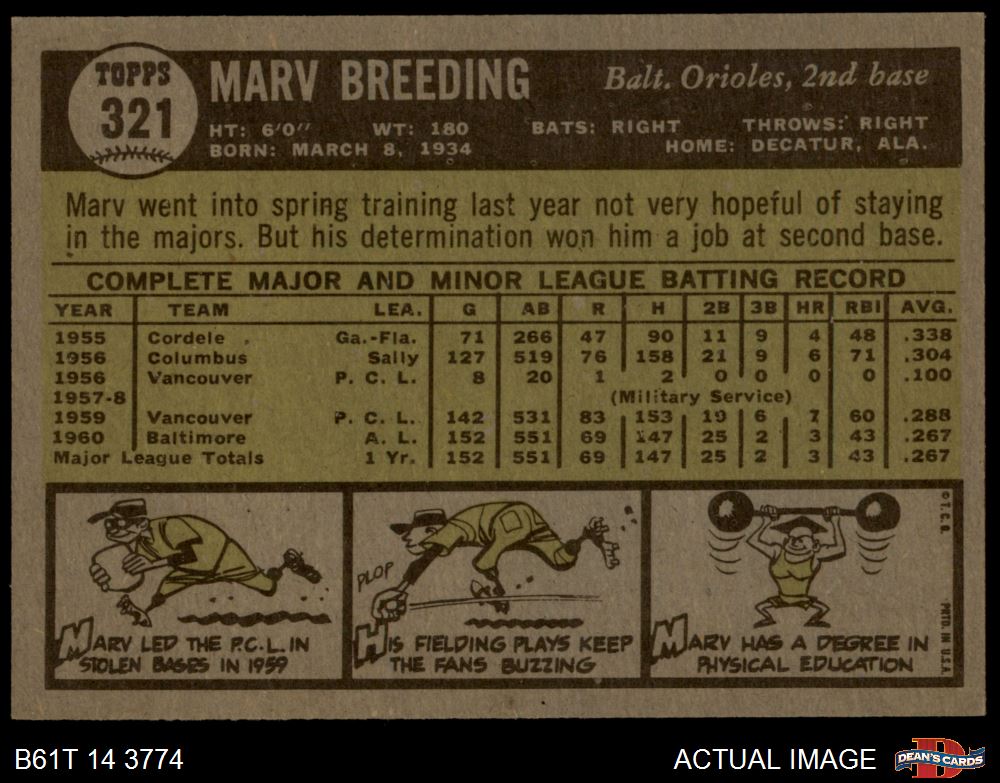 TOPPS
321
MARV BREEDING
Balt. Orioles, 2nd base
HT: 6'0" WT: 180 BATS: RIGHT THROWS: RIGHT
BORN: MARCH 8, 1934 HOME: DECATUR, ALA.
Marv went into spring training last year not very hopeful of staying
in the majors. But his determination won him a job at second base.
COMPLETE MAJOR AND MINOR LEAGUE BATTING RECORD
YEAR TEAM LEA. G AB R H 2B 3B HR RBI AVG.
1955 Cordele Ga.-Fla. 71 266 47 90 11 9 4 48 .338
1956 Columbus Sally 127 519 76 158 21 9 6 71 .304
1956 Vancouver P. C. L. 8 20 1 2 0 0 0 0 .100
1957-8 (Military Service)
1959 Vancouver P. C. L. 142 531 83 153 19 6 7 60 .288
1960 Baltimore A. L. 152 551 69 147 25 2 3 43 .267
Major League Totals 1 Yr. 152 551 69 147 25 2 3 43 .267
MARV LED THE P.C.L. IN
STOLEN BASES IN 1959
PLOP
HIS FIELDING PLAYS KEEP
THE FANS BUZZING
MARV HAS A DEGREE IN
PHYSICAL EDUCATION
© T.C.G. PRTD IN U.S.A.
B61T 14 3774
ACTUAL IMAGE
DEAN'S CARDS